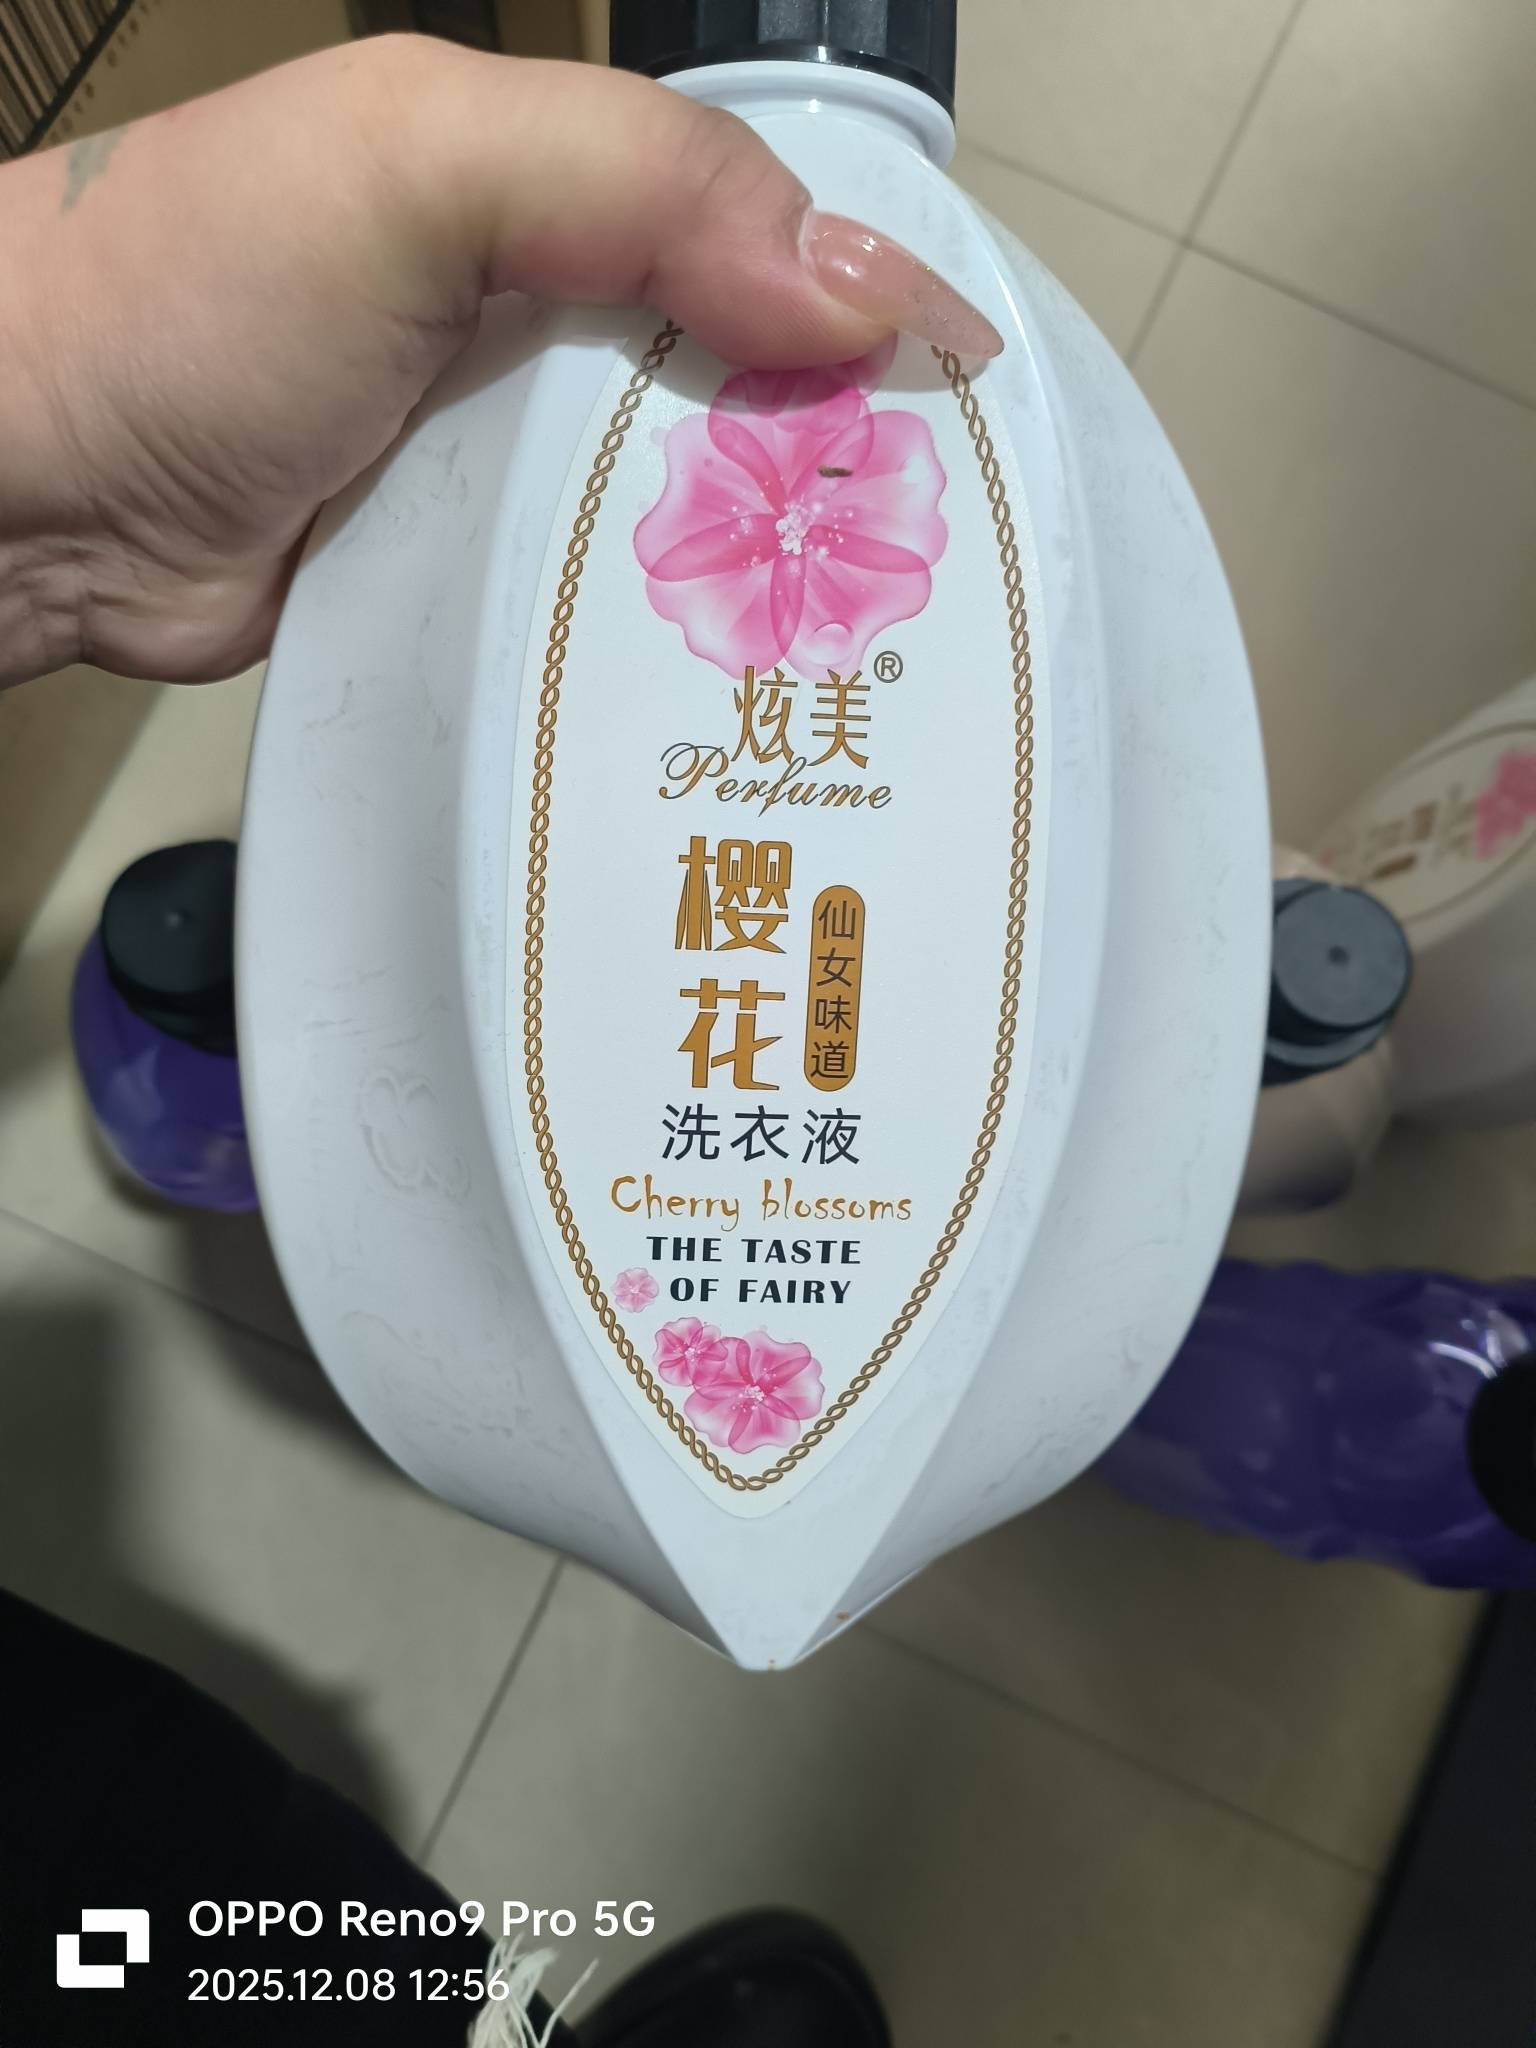 炫美®
Perfume
樱花
仙女味道
洗衣液
Cherry blossoms
THE TASTE
OF FAIRY
OPPO Reno9 Pro 5G
2025.12.08 12:56